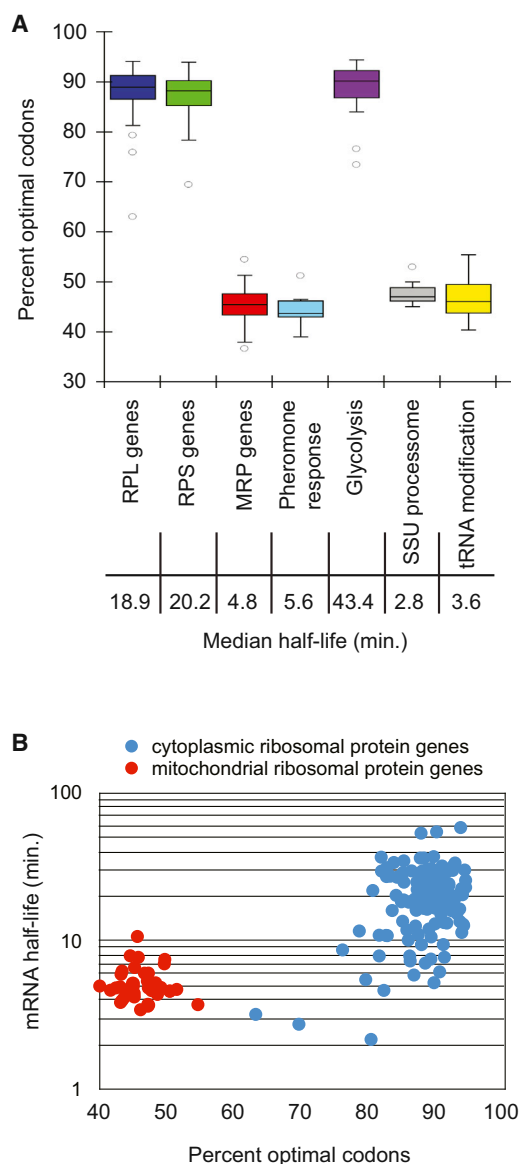 A
100
90
80
70
60
50
40
30
Percent optimal codons
RPL genes
RPS genes
MRP genes
Pheromone
response
Glycolysis
SSU processome
tRNA modification
18.9 20.2 4.8 5.6 43.4 2.8 3.6
Median half-life (min.)
B
cytoplasmic ribosomal protein genes
mitochondrial ribosomal protein genes
100
10
1
mRNA half-life (min.)
40 50 60 70 80 90 100
Percent optimal codons